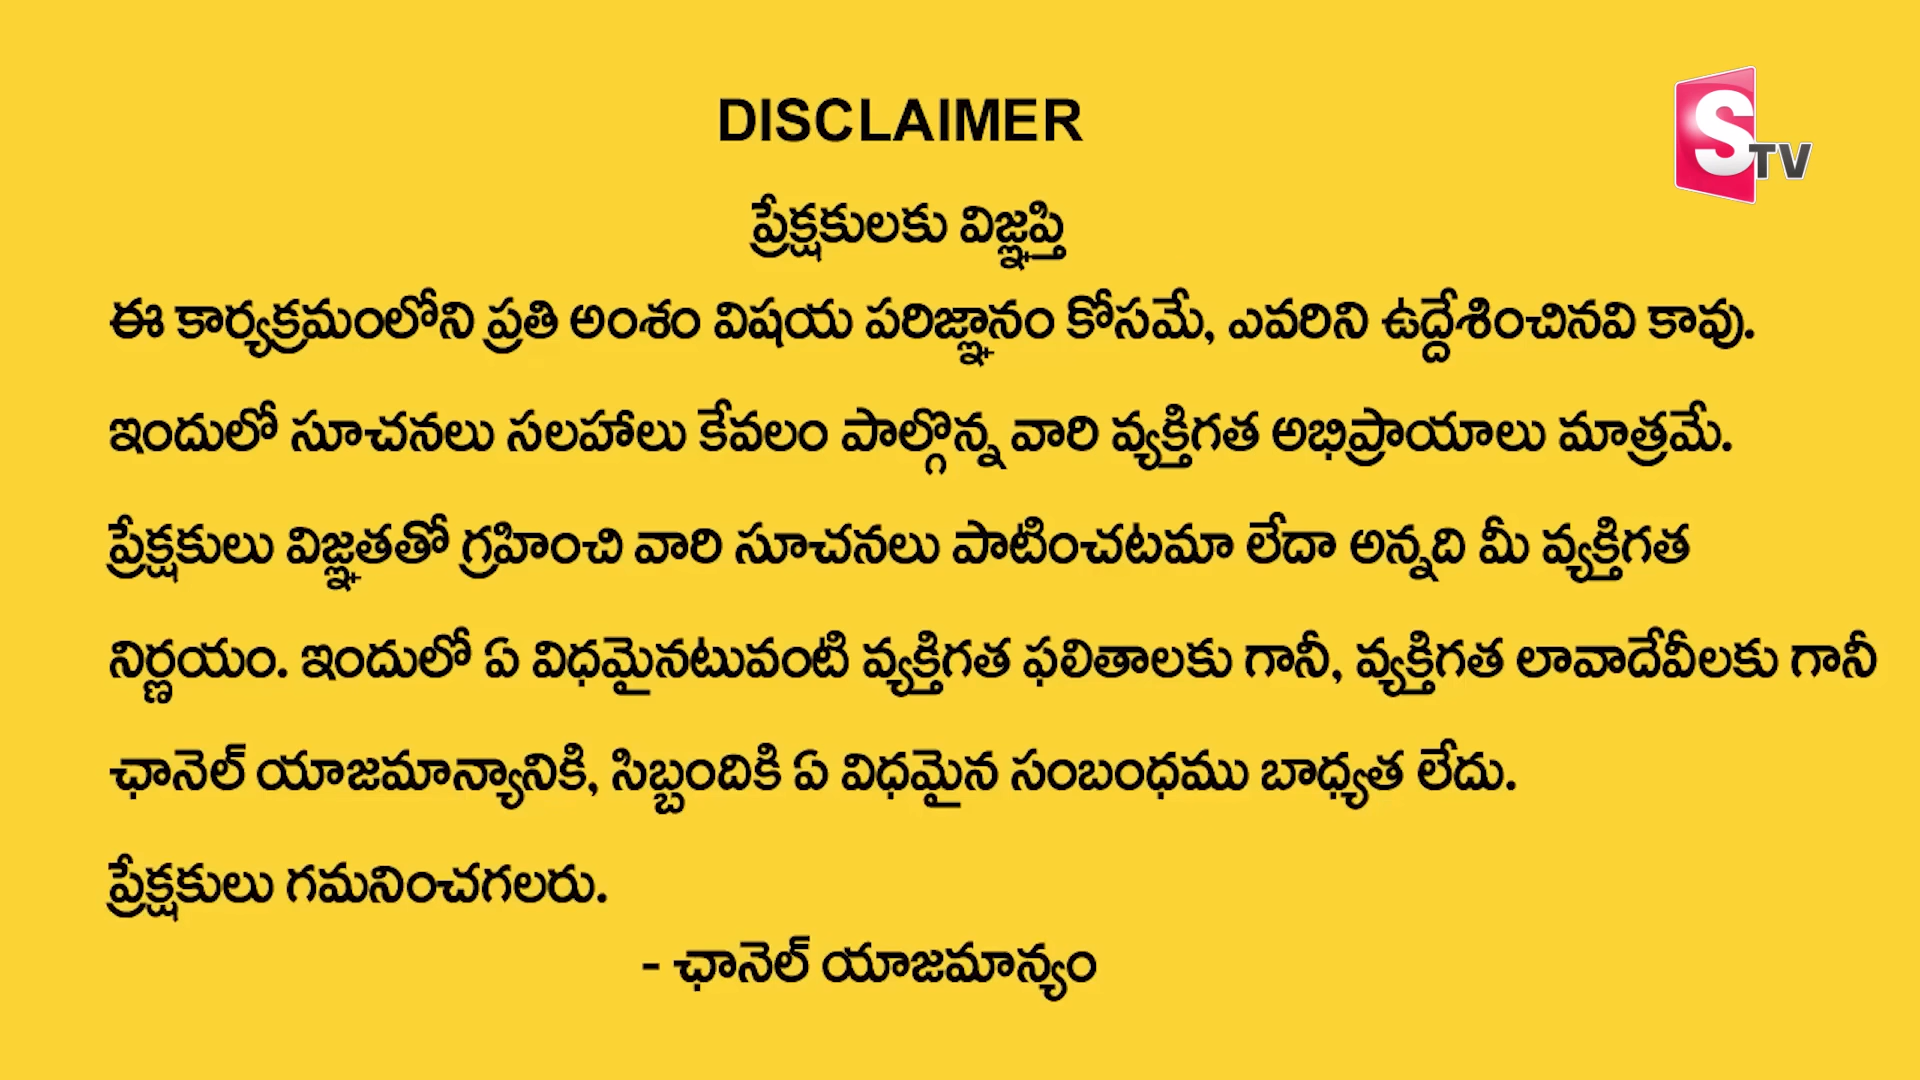 DISCLAIMER
STV
ప్రేక్షకులకు విజ్ఞప్తి
ఈ కార్యక్రమంలోని ప్రతి అంశం విషయ పరిజ్ఞానం కోసమే, ఎవరిని ఉద్దేశించినవి కావు.
ఇందులో సూచనలు సలహాలు కేవలం పాల్గొన్న వారి వ్యక్తిగత అభిప్రాయాలు మాత్రమే.
ప్రేక్షకులు విజ్ఞతతో గ్రహించి వారి సూచనలు పాటించటమా లేదా అన్నది మీ వ్యక్తిగత
నిర్ణయం. ఇందులో ఏ విధమైనటువంటి వ్యక్తిగత ఫలితాలకు గానీ, వ్యక్తిగత లావాదేవీలకు గానీ
ఛానెల్ యాజమాన్యానికి, సిబ్బందికి ఏ విధమైన సంబంధము బాధ్యత లేదు.
ప్రేక్షకులు గమనించగలరు.
- ఛానెల్ యాజమాన్యం